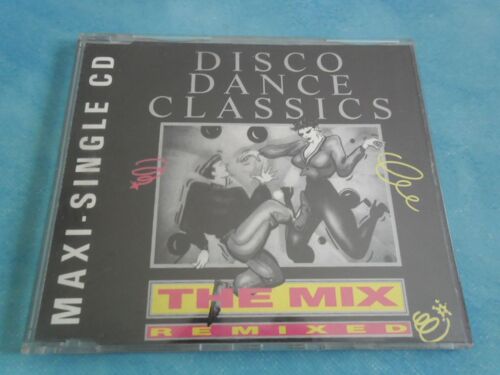 MAXI-SINGLE CD
DISCO
DANCE
CLASSICS
THE MIX
REMIXED